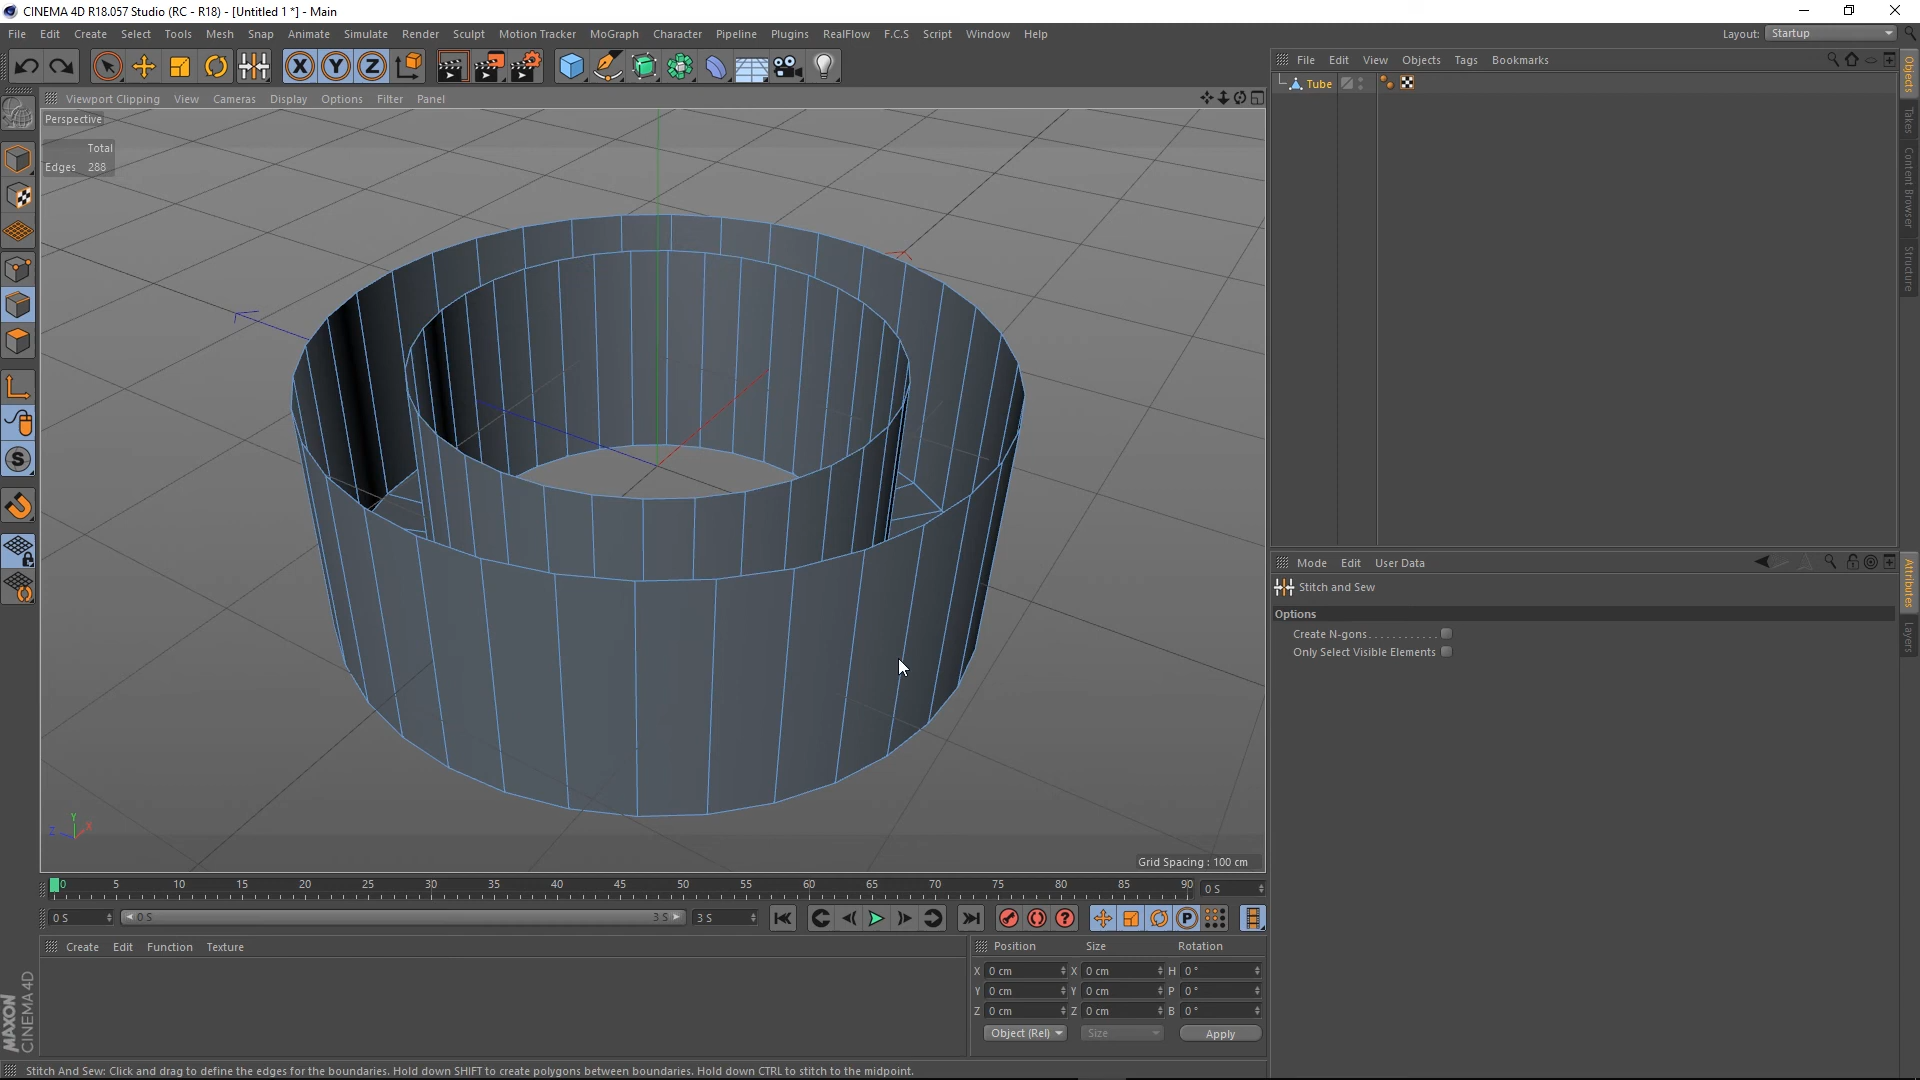 CINEMA 4D R18.057 Studio (RC - R18) - [Untitled 1 *] - Main
File Edit Create Select Tools Mesh Snap Animate Simulate Render Sculpt Motion Tracker MoGraph Character Pipeline Plugins RealFlow F.C.S Script Window Help Layout: Startup
X Y Z
File Edit View Objects Tags Bookmarks
Tube
Objects
Takes
Content Browser
Structure
Viewport Clipping View Cameras Display Options Filter Panel
Perspective
Total
Edges 288
S
Y
X
Z
Grid Spacing : 100 cm
Mode Edit User Data
Stitch and Sew
Options
Create N-gons
Only Select Visible Elements
Attributes
Layers
0 5 10 15 20 25 30 35 40 45 50 55 60 65 70 75 80 85 90 0 S
0 S 0 S 3 S 3 S ? P
Create Edit Function Texture
Position Size Rotation
X 0 cm X 0 cm H 0 °
Y 0 cm Y 0 cm P 0 °
Z 0 cm Z 0 cm B 0 °
Object (Rel) Size Apply
MAXON
CINEMA 4D
Stitch And Sew: Click and drag to define the edges for the boundaries. Hold down SHIFT to create polygons between boundaries. Hold down CTRL to stitch to the midpoint.